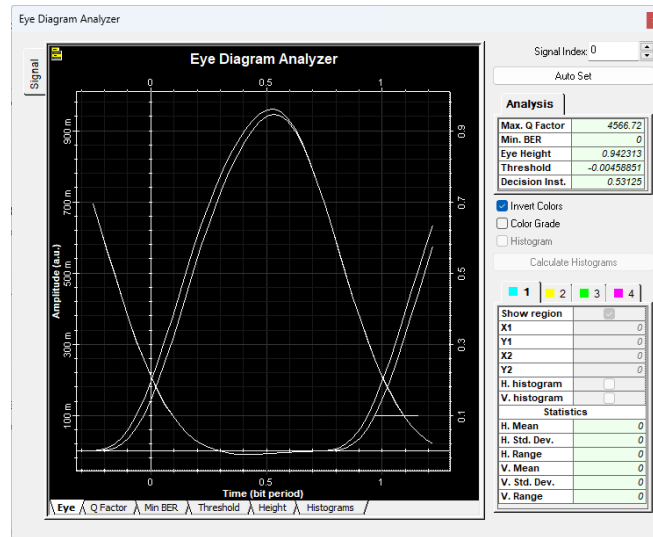 Eye Diagram Analyzer
Signal
Eye Diagram Analyzer
0 0.5 1
900 m
700 m
500 m
300 m
100 m
Amplitude (a.u.)
0.9
0.7
0.5
0.3
0.1
0 0.5 1
Time (bit period)
Eye Q Factor Min BER Threshold Height Histograms
Signal Index: 0
Auto Set
Analysis
Max. Q Factor 4566.72
Min. BER 0
Eye Height 0.942313
Threshold -0.00458851
Decision Inst. 0.53125
Invert Colors
Color Grade
Histogram
Calculate Histograms
1 2 3 4
Show region
X1 0
Y1 0
X2 0
Y2 0
H. histogram
V. histogram
Statistics
H. Mean 0
H. Std. Dev. 0
H. Range 0
V. Mean 0
V. Std. Dev. 0
V. Range 0